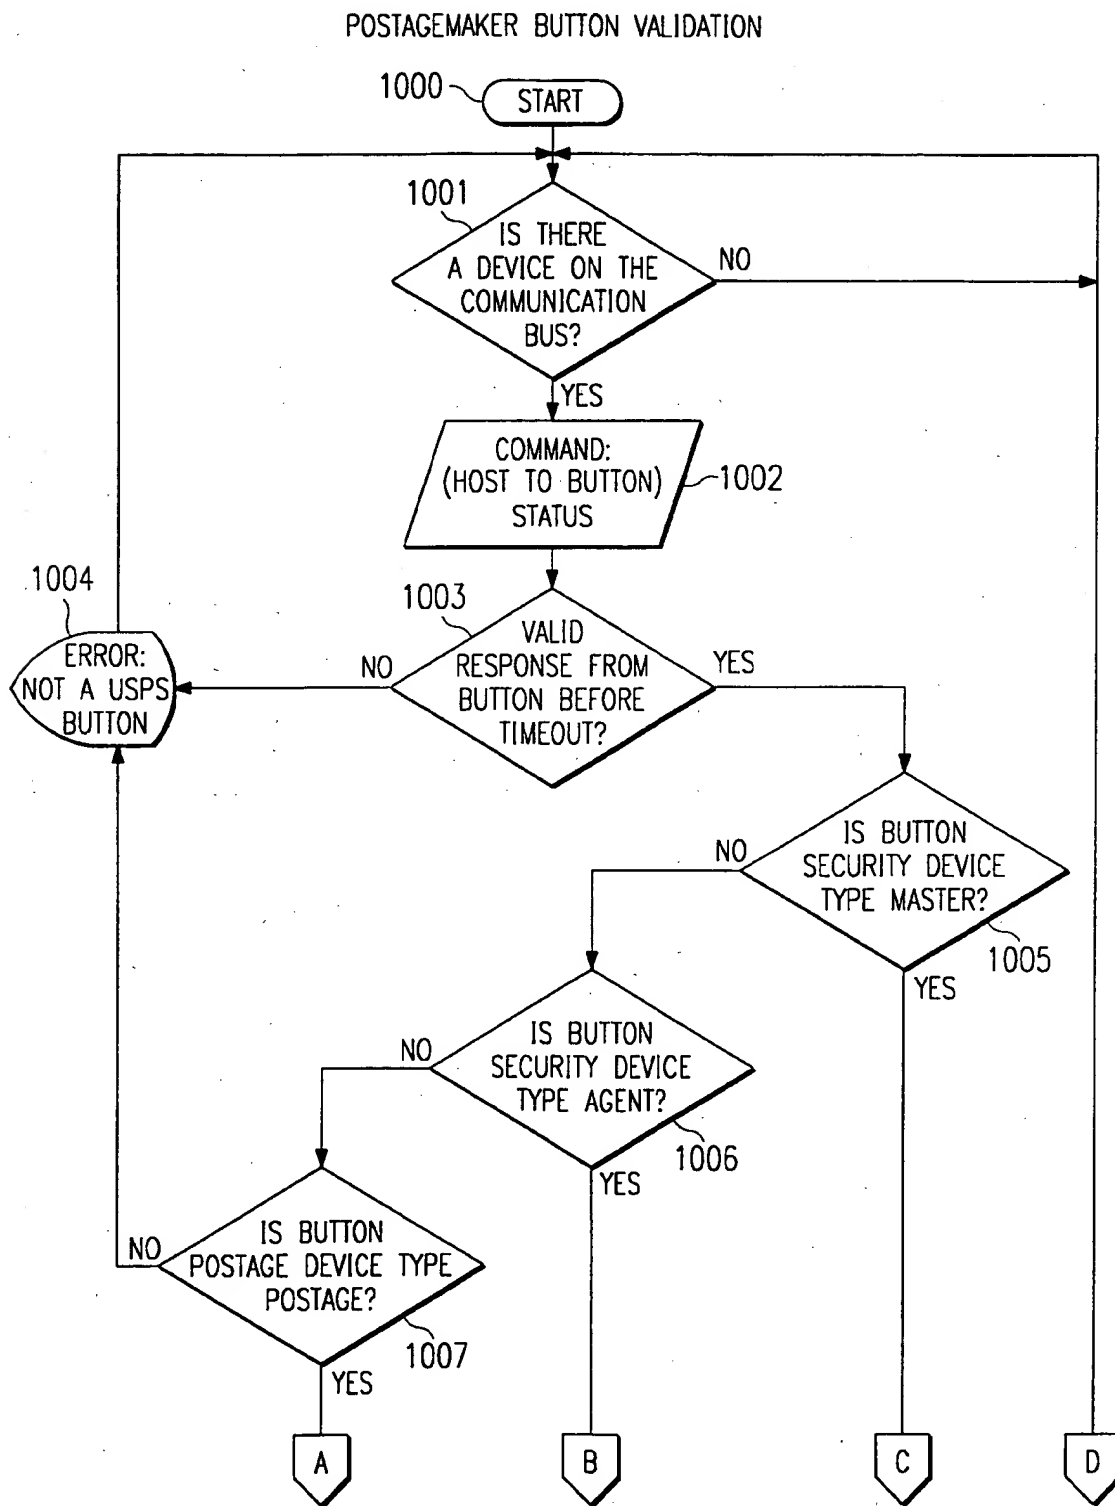 POSTAGEMAKER BUTTON VALIDATION
1000
START
1001
IS THERE
A DEVICE ON THE
COMMUNICATION
BUS?
NO
YES
COMMAND:
(HOST TO BUTTON)
STATUS
1002
1004
ERROR:
NOT A USPS
BUTTON
1003
NO
VALID
RESPONSE FROM
BUTTON BEFORE
TIMEOUT?
YES
NO
IS BUTTON
SECURITY DEVICE
TYPE MASTER?
1005
YES
NO
IS BUTTON
SECURITY DEVICE
TYPE AGENT?
1006
YES
NO
IS BUTTON
POSTAGE DEVICE TYPE
POSTAGE?
1007
YES
A
B
C
D